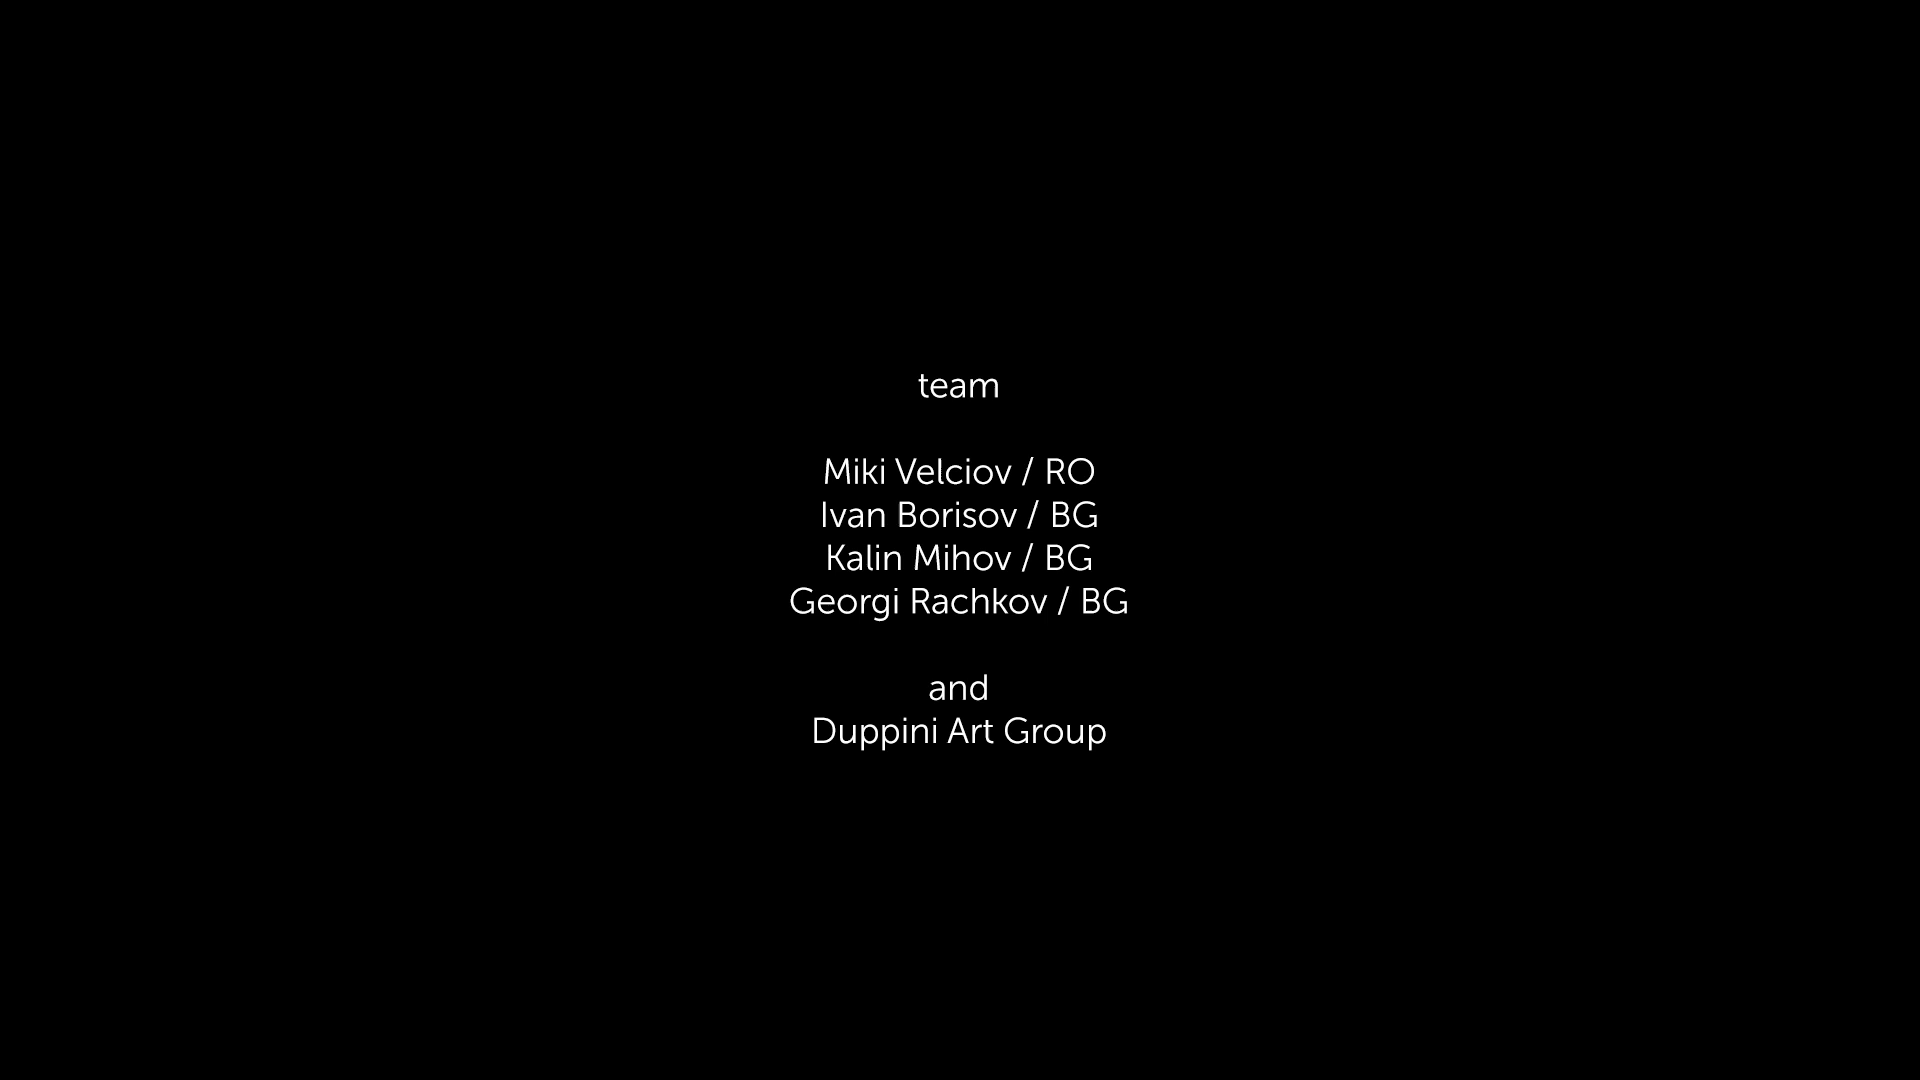 team
Miki Velciov / RO
Ivan Borisov / BG
Kalin Mihov / BG
Georgi Rachkov / BG
and
Duppini Art Group